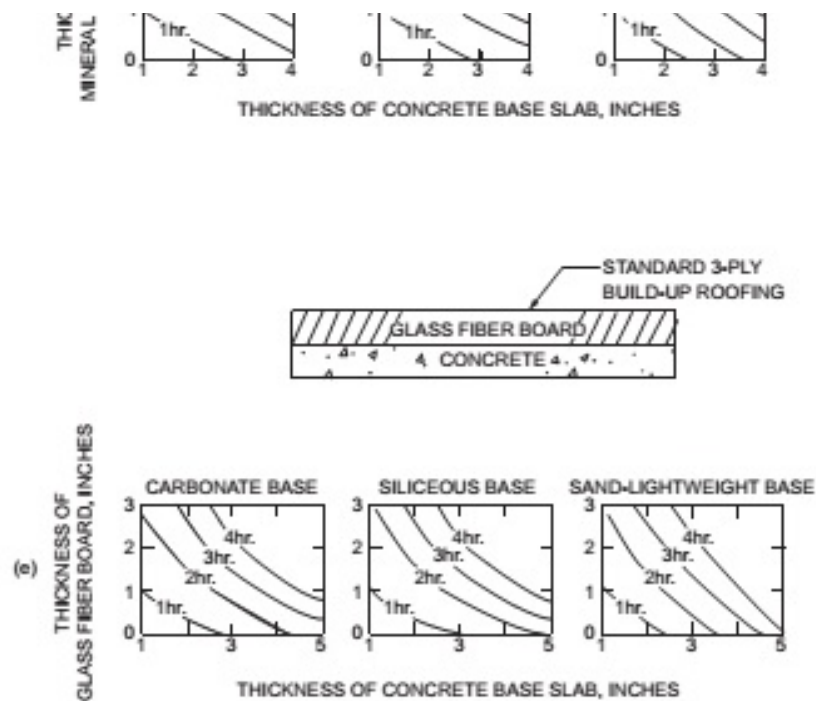 THIC
MINERAL
1hr. 1hr. 1hr.
0 0 0
1 2 3 4 1 2 3 4 1 2 3 4
THICKNESS OF CONCRETE BASE SLAB, INCHES
STANDARD 3-PLY
BUILD-UP ROOFING
GLASS FIBER BOARD
CONCRETE
(e)
THICKNESS OF
GLASS FIBER BOARD, INCHES
CARBONATE BASE SILICEOUS BASE SAND-LIGHTWEIGHT BASE
3 3 3
4hr. 4hr. 4hr.
2 3hr. 2 3hr. 2 3hr.
2hr. 2hr. 2hr.
1 1 1
1hr. 1hr. 1hr.
0 0 0
1 3 5 1 3 5 1 3 5
THICKNESS OF CONCRETE BASE SLAB, INCHES